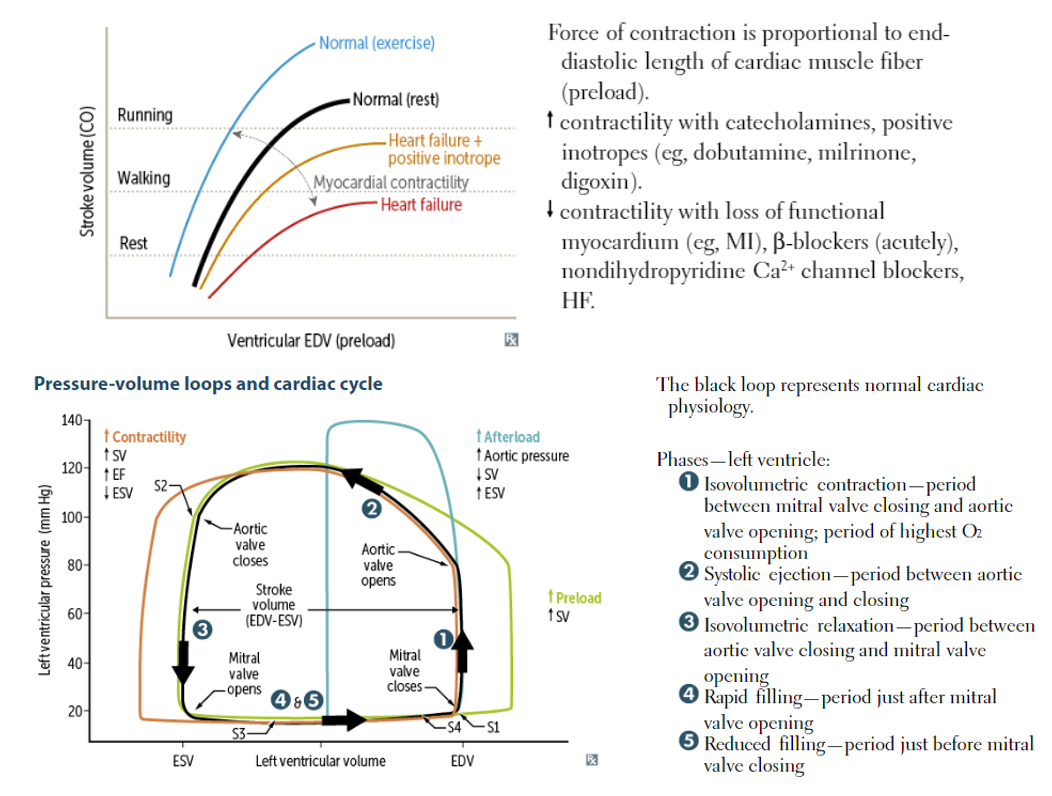 Stroke volume (CO)
Running
Walking
Rest
Normal (exercise)
Normal (rest)
Heart failure +
positive inotrope
Myocardial contractility
Heart failure
Ventricular EDV (preload)
Rx
Force of contraction is proportional to end-
diastolic length of cardiac muscle fiber
(preload).
↑ contractility with catecholamines, positive
inotropes (eg, dobutamine, milrinone,
digoxin).
↓ contractility with loss of functional
myocardium (eg, MI), β-blockers (acutely),
nondihydropyridine Ca²⁺ channel blockers,
HF.
Pressure-volume loops and cardiac cycle
Left ventricular pressure (mm Hg)
140
120
100
80
60
40
20
↑ Contractility
↑ SV
↑ EF
↓ ESV
S2
Aortic
valve
closes
↑ Afterload
↑ Aortic pressure
↓ SV
↑ ESV
2
Aortic
valve
opens
Stroke
volume
(EDV-ESV)
↑ Preload
↑ SV
3
1
Mitral
valve
opens
4 & 5
Mitral
valve
closes
S3
S4
S1
ESV
Left ventricular volume
EDV
Rx
The black loop represents normal cardiac
physiology.
Phases—left ventricle:
1 Isovolumetric contraction—period
between mitral valve closing and aortic
valve opening; period of highest O₂
consumption
2 Systolic ejection—period between aortic
valve opening and closing
3 Isovolumetric relaxation—period between
aortic valve closing and mitral valve
opening
4 Rapid filling—period just after mitral
valve opening
5 Reduced filling—period just before mitral
valve closing